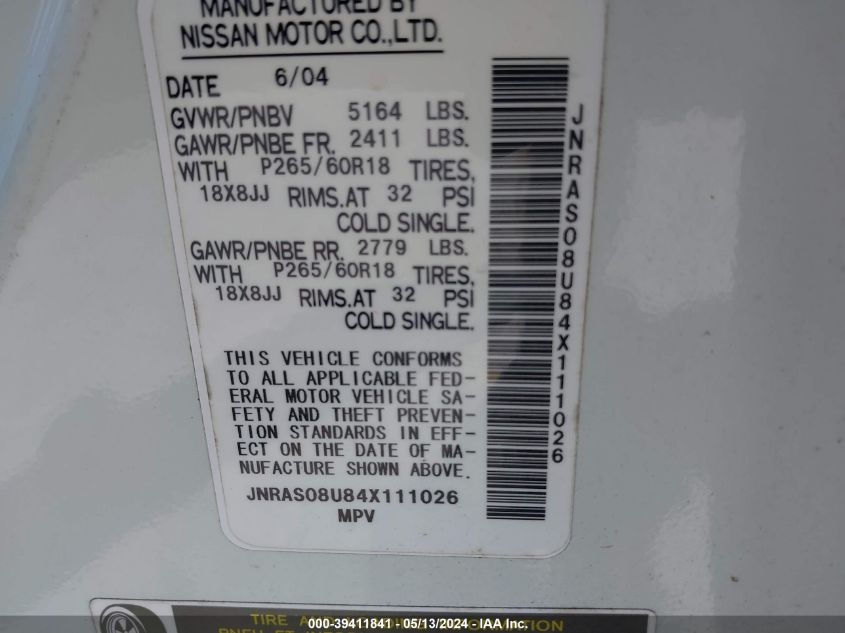 MANUFACTURED BY
NISSAN MOTOR CO.,LTD.
DATE 6/04
GVWR/PNBV 5164 LBS.
GAWR/PNBE FR. 2411 LBS.
WITH P265/60R18 TIRES,
18X8JJ RIMS.AT 32 PSI
COLD SINGLE.
GAWR/PNBE RR. 2779 LBS.
WITH P265/60R18 TIRES,
18X8JJ RIMS.AT 32 PSI
COLD SINGLE.
THIS VEHICLE CONFORMS
TO ALL APPLICABLE FED-
ERAL MOTOR VEHICLE SA-
FETY AND THEFT PREVEN-
TION STANDARDS IN EFF-
ECT ON THE DATE OF MA-
NUFACTURE SHOWN ABOVE.
JNRAS08U84X111026
MPV
JNRAS08U84X111026
TIRE
000-39411841 - 05/13/2024 - IAA Inc.